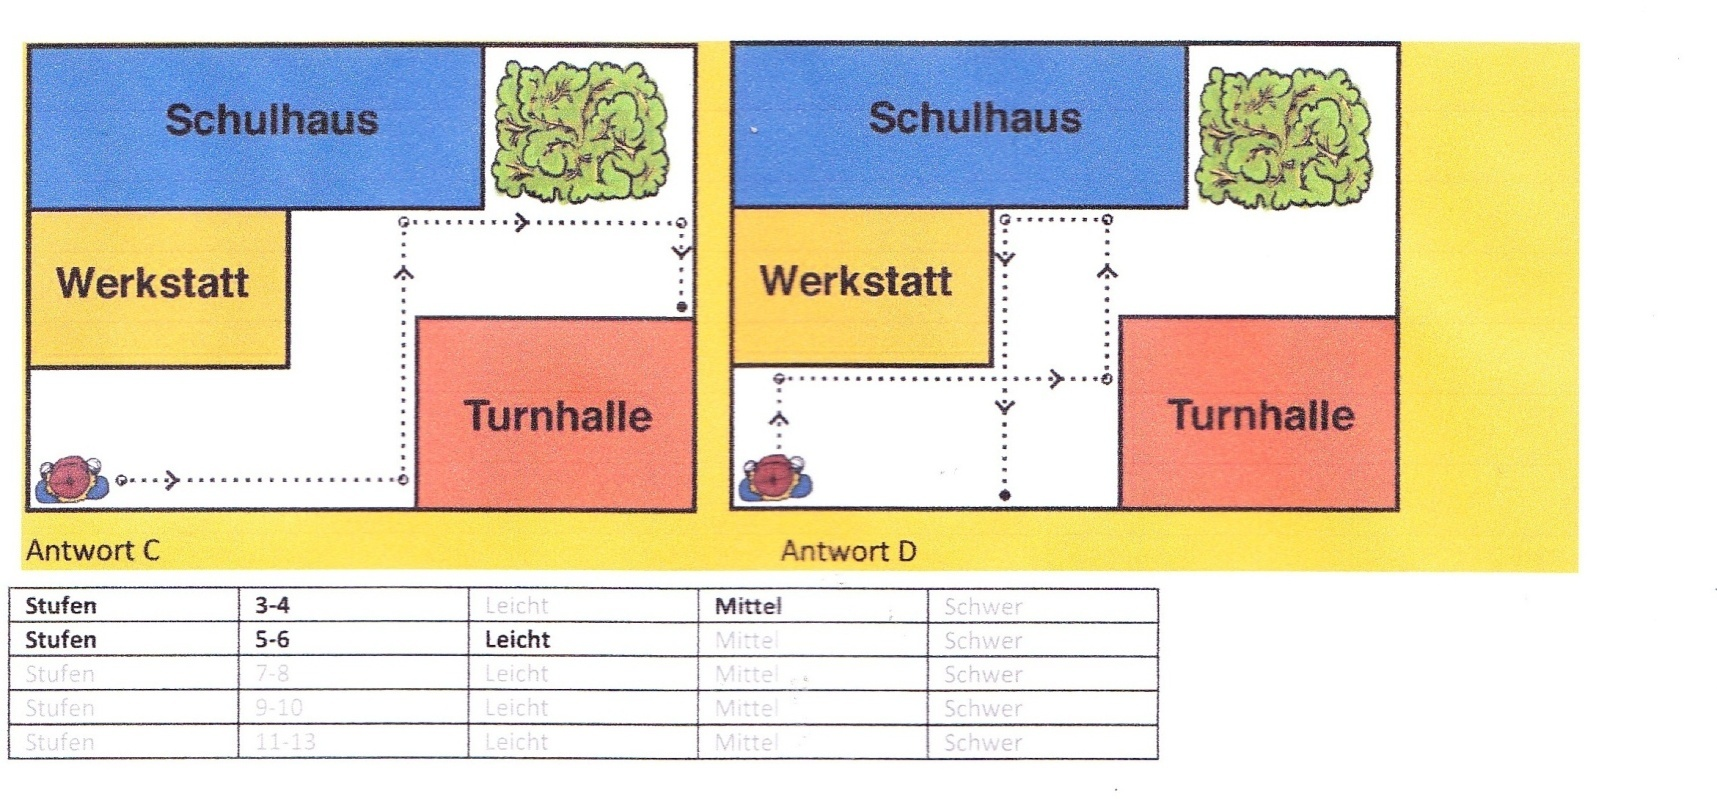 Schulhaus
Werkstatt
Turnhalle
Schulhaus
Werkstatt
Turnhalle
Antwort C
Antwort D
Stufen 3-4 Leicht Mittel Schwer
Stufen 5-6 Leicht Mittel Schwer
Stufen 7-8 Leicht Mittel Schwer
Stufen 9-10 Leicht Mittel Schwer
Stufen 11-13 Leicht Mittel Schwer